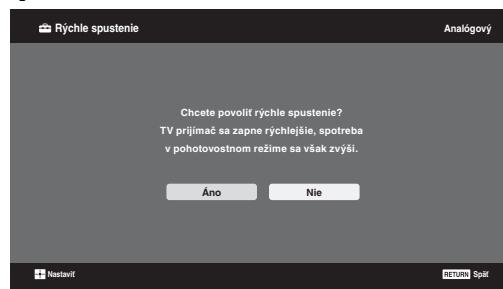 Rýchle spustenie
Analógový
Chcete povoliť rýchle spustenie?
TV prijímač sa zapne rýchlejšie, spotreba
v pohotovostnom režime sa však zvýši.
Áno
Nie
Nastaviť
RETURN Späť